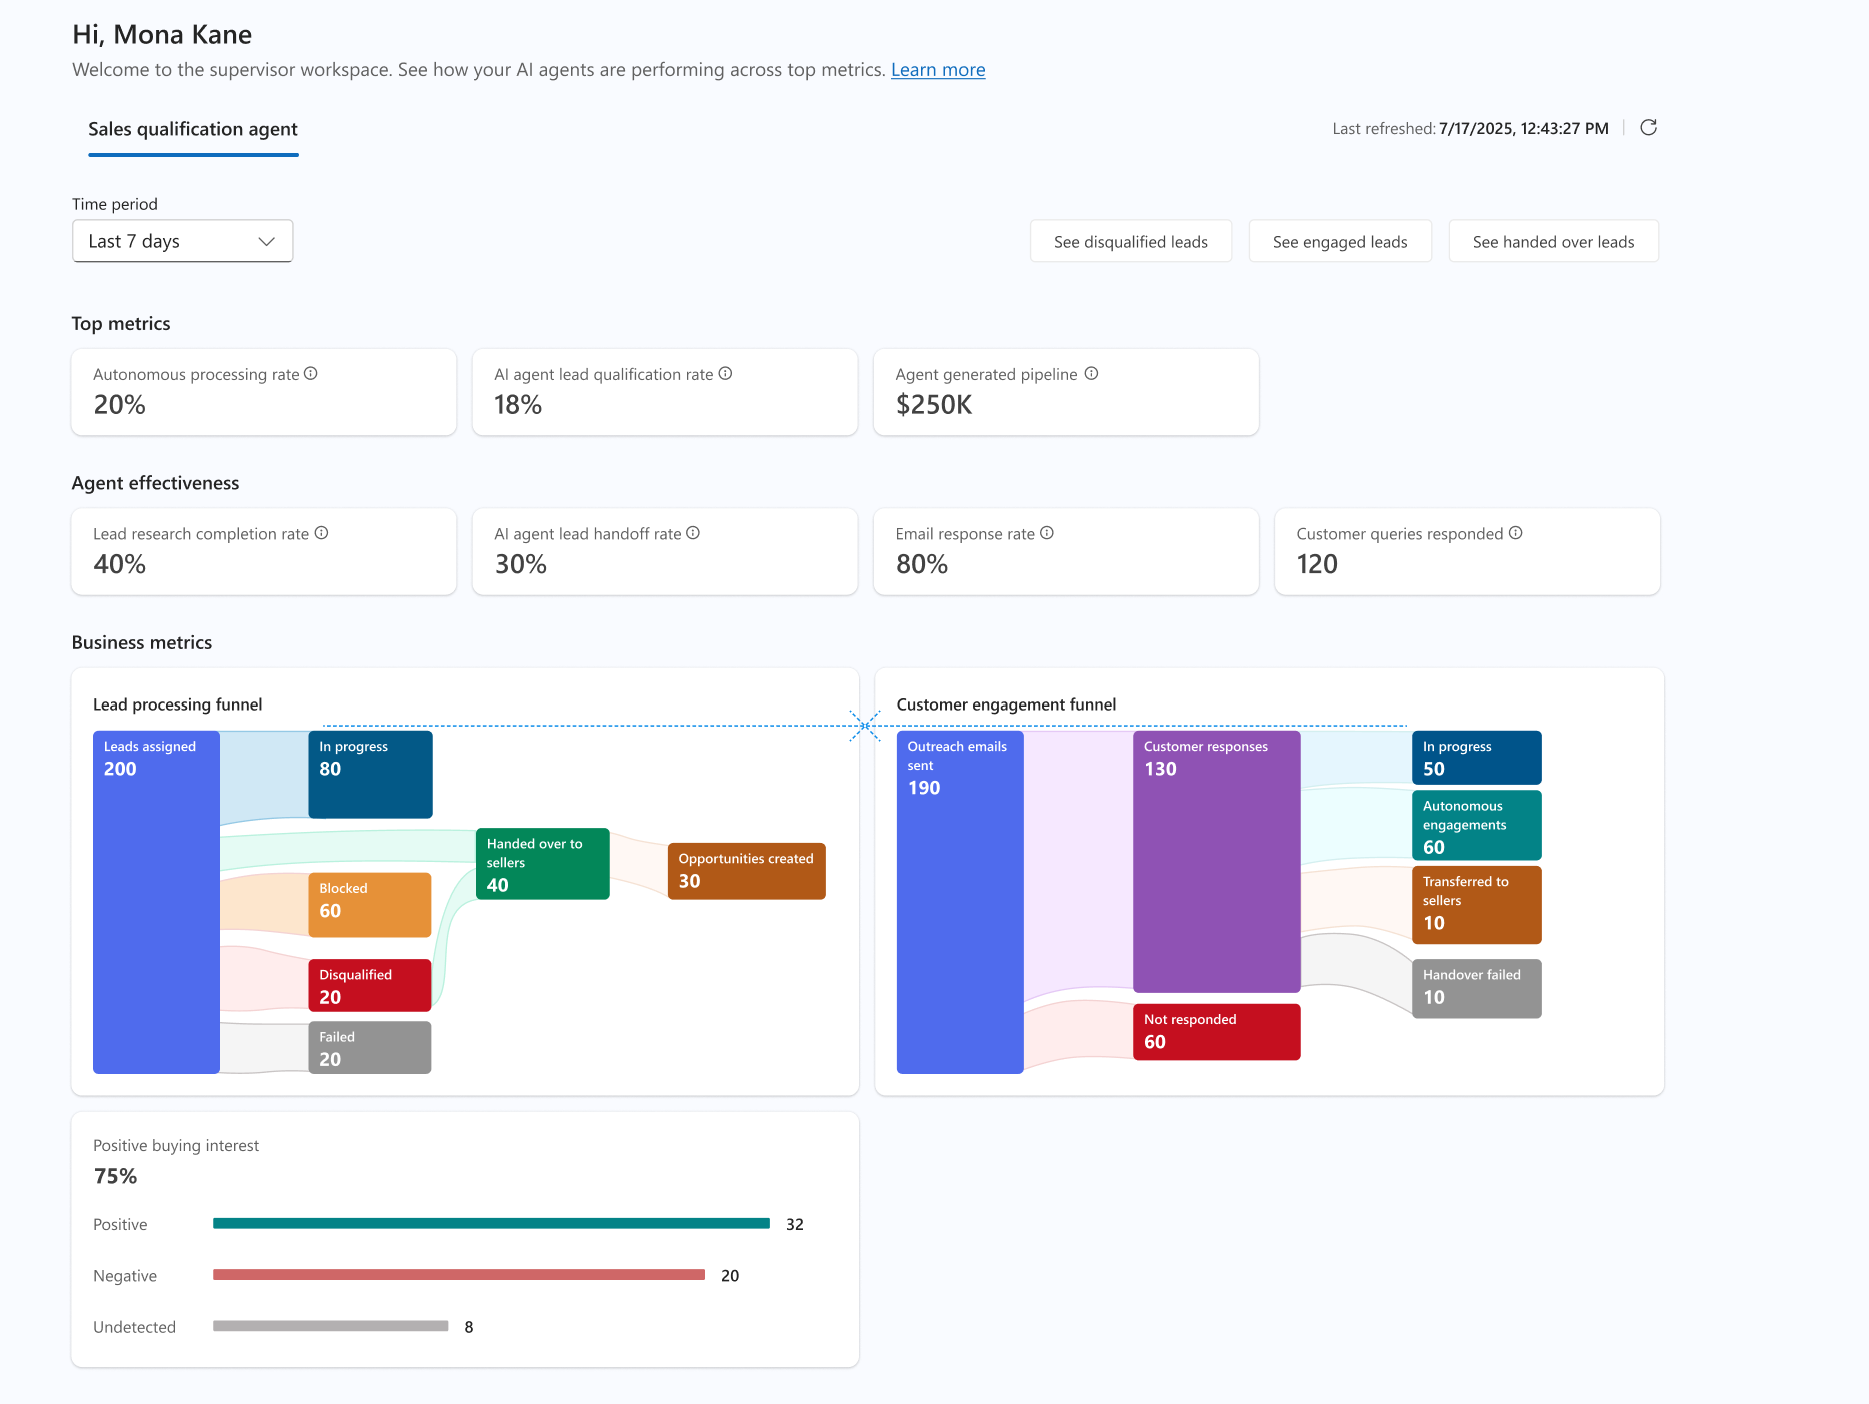 Hi, Mona Kane
Welcome to the supervisor workspace. See how your AI agents are performing across top metrics. Learn more
Sales qualification agent
Last refreshed: 7/17/2025, 12:43:27 PM
Time period
Last 7 days
See disqualified leads
See engaged leads
See handed over leads
Top metrics
Autonomous processing rate
20%
AI agent lead qualification rate
18%
Agent generated pipeline
$250K
Agent effectiveness
Lead research completion rate
40%
AI agent lead handoff rate
30%
Email response rate
80%
Customer queries responded
120
Business metrics
Lead processing funnel
Leads assigned
200
In progress
80
Handed over to
sellers
40
Opportunities created
30
Blocked
60
Disqualified
20
Failed
20
Customer engagement funnel
Outreach emails
sent
190
Customer responses
130
Not responded
60
In progress
50
Autonomous
engagements
60
Transferred to
sellers
10
Handover failed
10
Positive buying interest
75%
Positive 32
Negative 20
Undetected 8